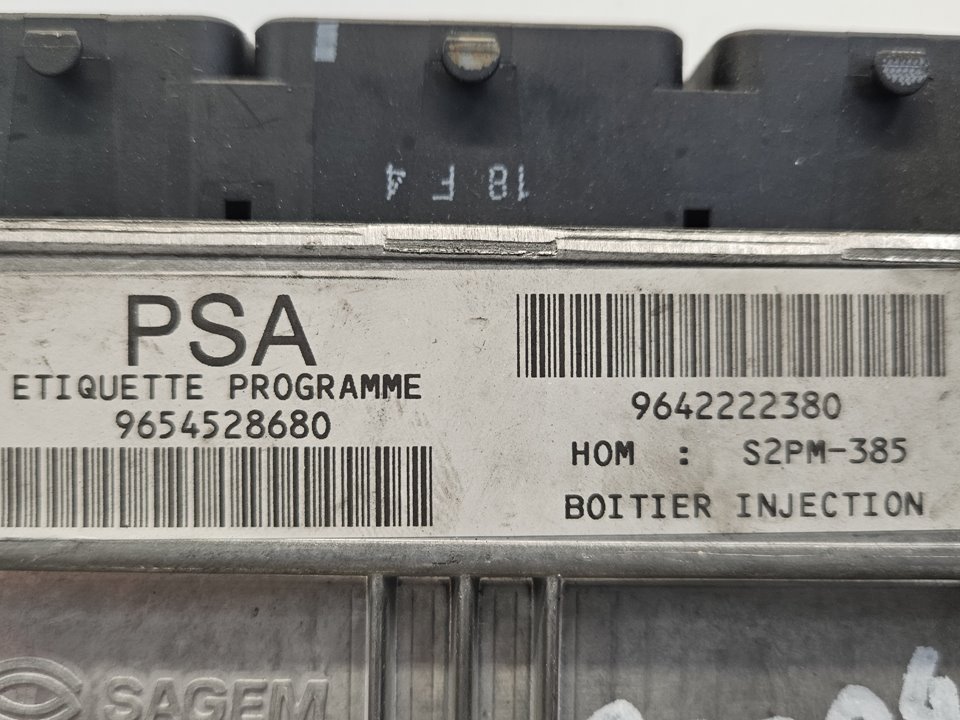 18 F 4
PSA
ETIQUETTE PROGRAMME
9654528680
9642222380
HOM : S2PM-385
BOITIER INJECTION
SAGEM